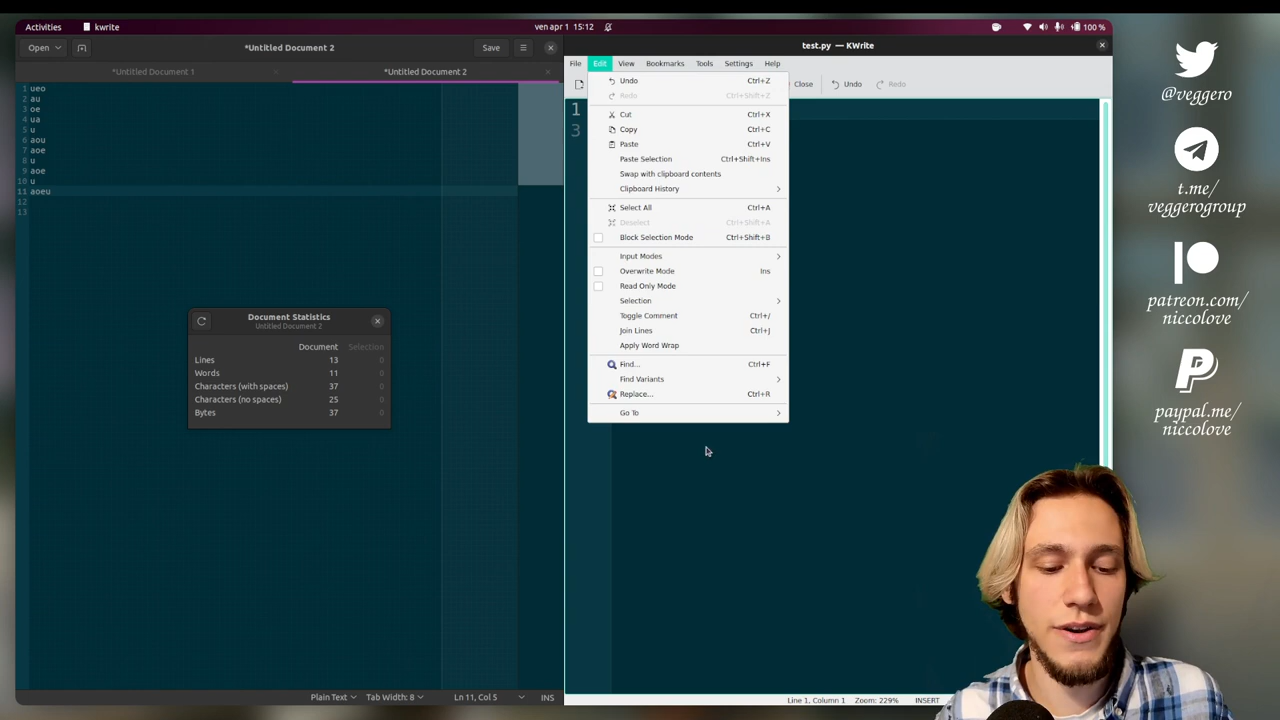 Activities
kwrite
ven apr 1 15:12
100 %
Open
*Untitled Document 2
Save
*Untitled Document 1
*Untitled Document 2
1 ueo
2 au
3 oe
4 ua
5 u
6 aou
7 aoe
8 u
9 aoe
10 u
11 aoeu
12
13
Document Statistics
Untitled Document 2
Document Selection
Lines 13 0
Words 11 0
Characters (with spaces) 37 0
Characters (no spaces) 25 0
Bytes 37 0
Plain Text
Tab Width: 8
Ln 11, Col 5
INS
test.py — KWrite
File Edit View Bookmarks Tools Settings Help
Close Undo Redo
1
3
Undo Ctrl+Z
Redo Ctrl+Shift+Z
Cut Ctrl+X
Copy Ctrl+C
Paste Ctrl+V
Paste Selection Ctrl+Shift+Ins
Swap with clipboard contents
Clipboard History
Select All Ctrl+A
Deselect Ctrl+Shift+A
Block Selection Mode Ctrl+Shift+B
Input Modes
Overwrite Mode Ins
Read Only Mode
Selection
Toggle Comment Ctrl+/
Join Lines Ctrl+J
Apply Word Wrap
Find... Ctrl+F
Find Variants
Replace... Ctrl+R
Go To
Line 1, Column 1 Zoom: 229% INSERT
@veggero
t.me/
veggerogroup
patreon.com/
niccolove
paypal.me/
niccolove